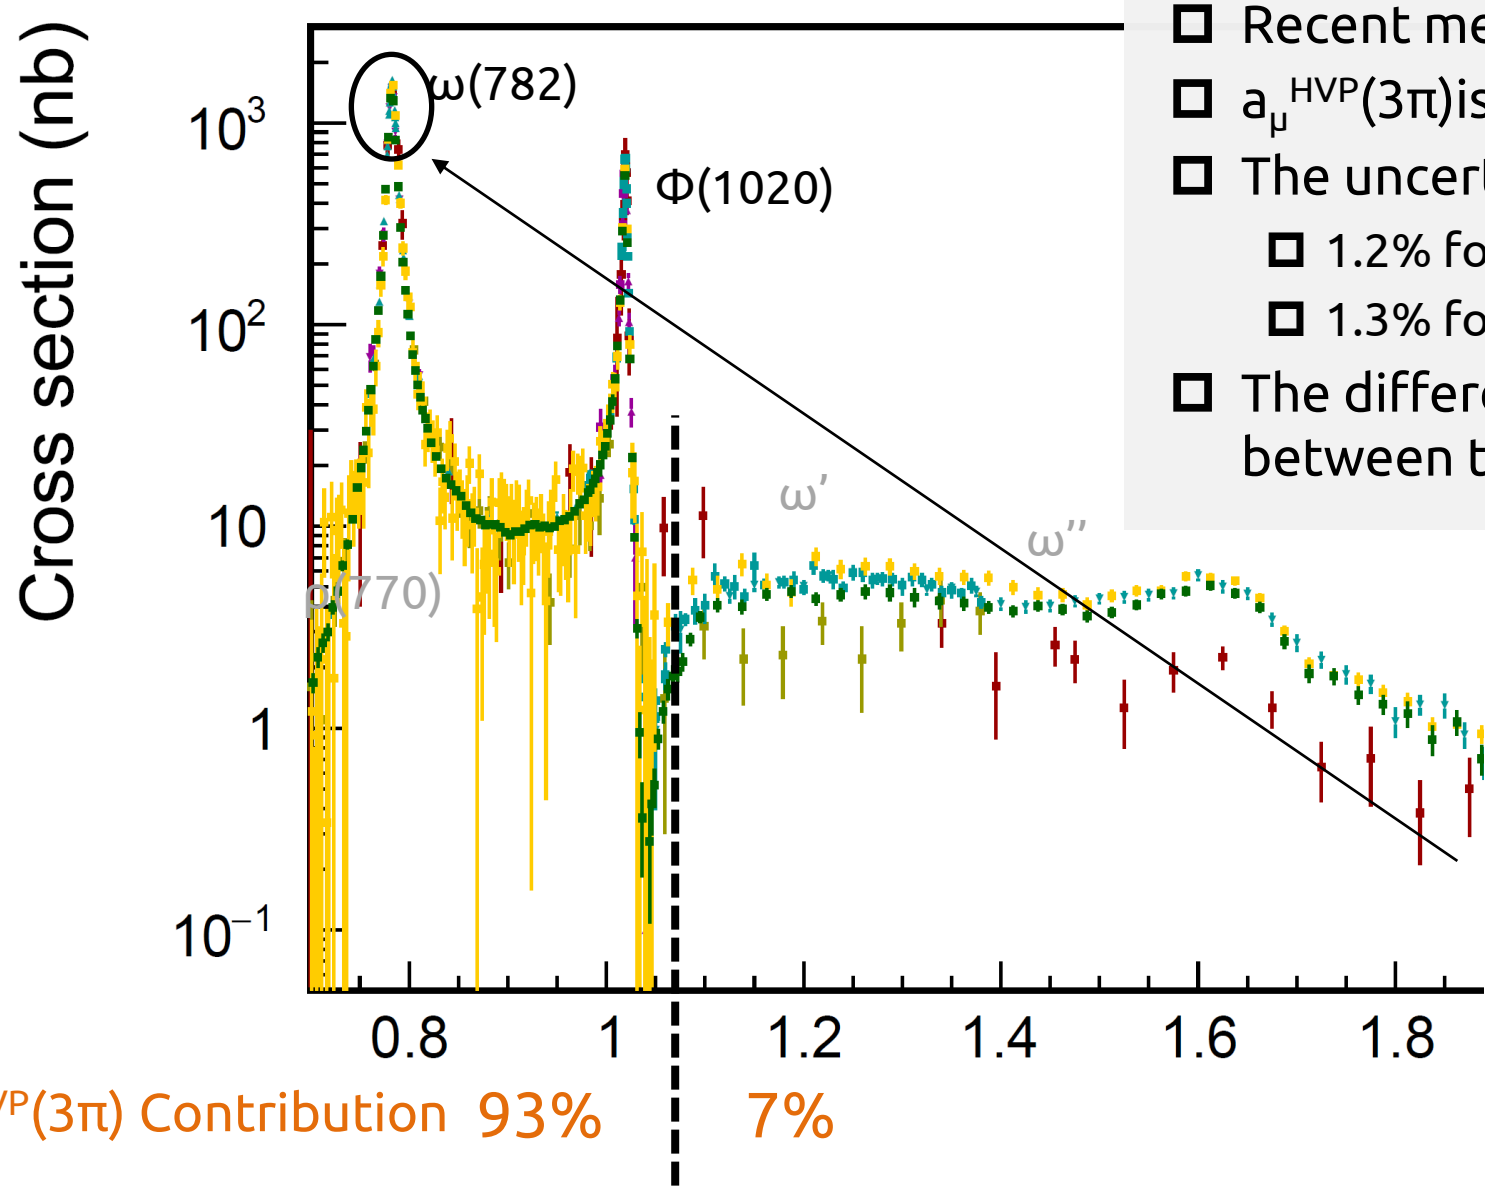 Cross section (nb)
10³
10²
10
1
10⁻¹
ω(782)
Φ(1020)
ρ(770)
ω’
ω’’
0.8 1 1.2 1.4 1.6 1.8
VP(3π) Contribution 93% 7%
Recent me
aμHVP(3π)is
The uncert
1.2% fo
1.3% fo
The differe
between t